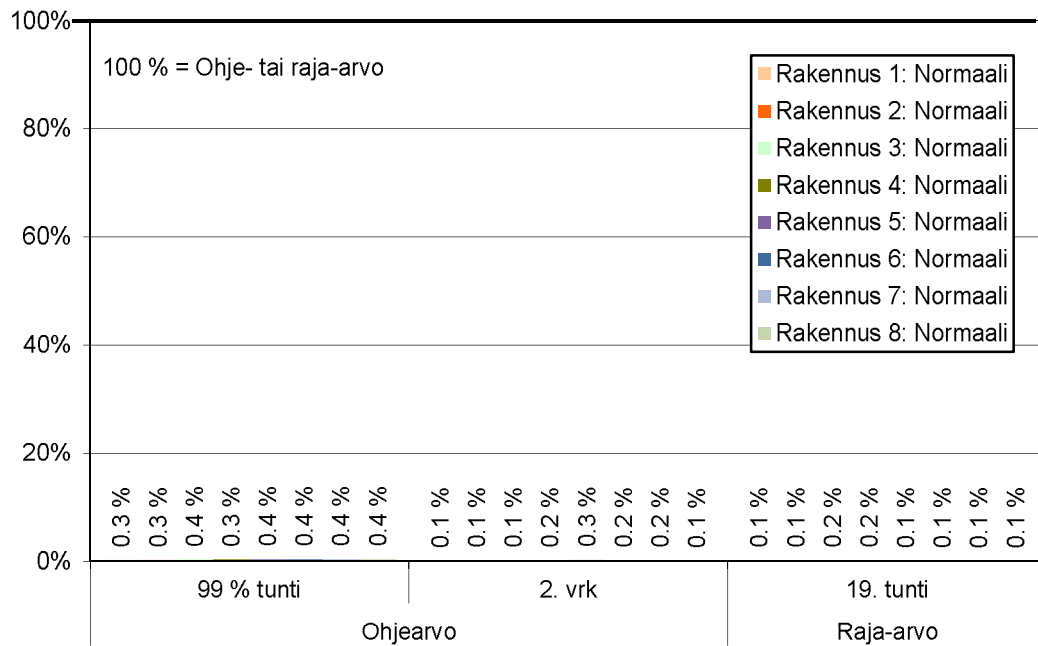 100%
100 % = Ohje- tai raja-arvo
Rakennus 1: Normaali
Rakennus 2: Normaali
Rakennus 3: Normaali
Rakennus 4: Normaali
Rakennus 5: Normaali
Rakennus 6: Normaali
Rakennus 7: Normaali
Rakennus 8: Normaali
80%
60%
40%
20%
0%
0.3 %
0.3 %
0.4 %
0.3 %
0.4 %
0.4 %
0.4 %
0.4 %
0.1 %
0.1 %
0.1 %
0.2 %
0.3 %
0.2 %
0.2 %
0.1 %
0.1 %
0.1 %
0.2 %
0.2 %
0.1 %
0.1 %
0.1 %
0.1 %
99 % tunti
2. vrk
19. tunti
Ohjearvo
Raja-arvo